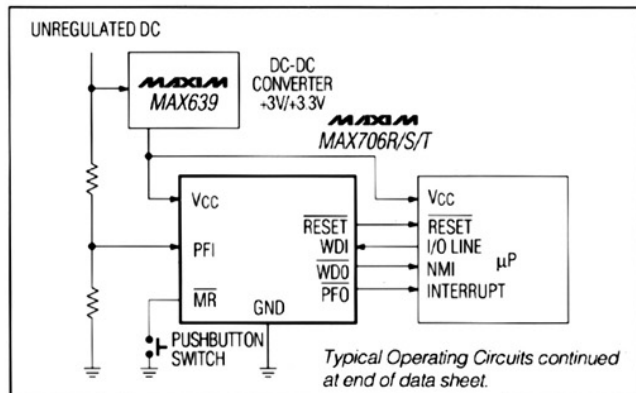 UNREGULATED DC
MAXIM
MAX639
DC-DC
CONVERTER
+3V/+3.3V
MAXIM
MAX706R/S/T
VCC
PFI
MR
GND
RESET
WDI
WDO
PFO
VCC
RESET
I/O LINE
NMI
INTERRUPT
μP
PUSHBUTTON
SWITCH
Typical Operating Circuits continued
at end of data sheet.